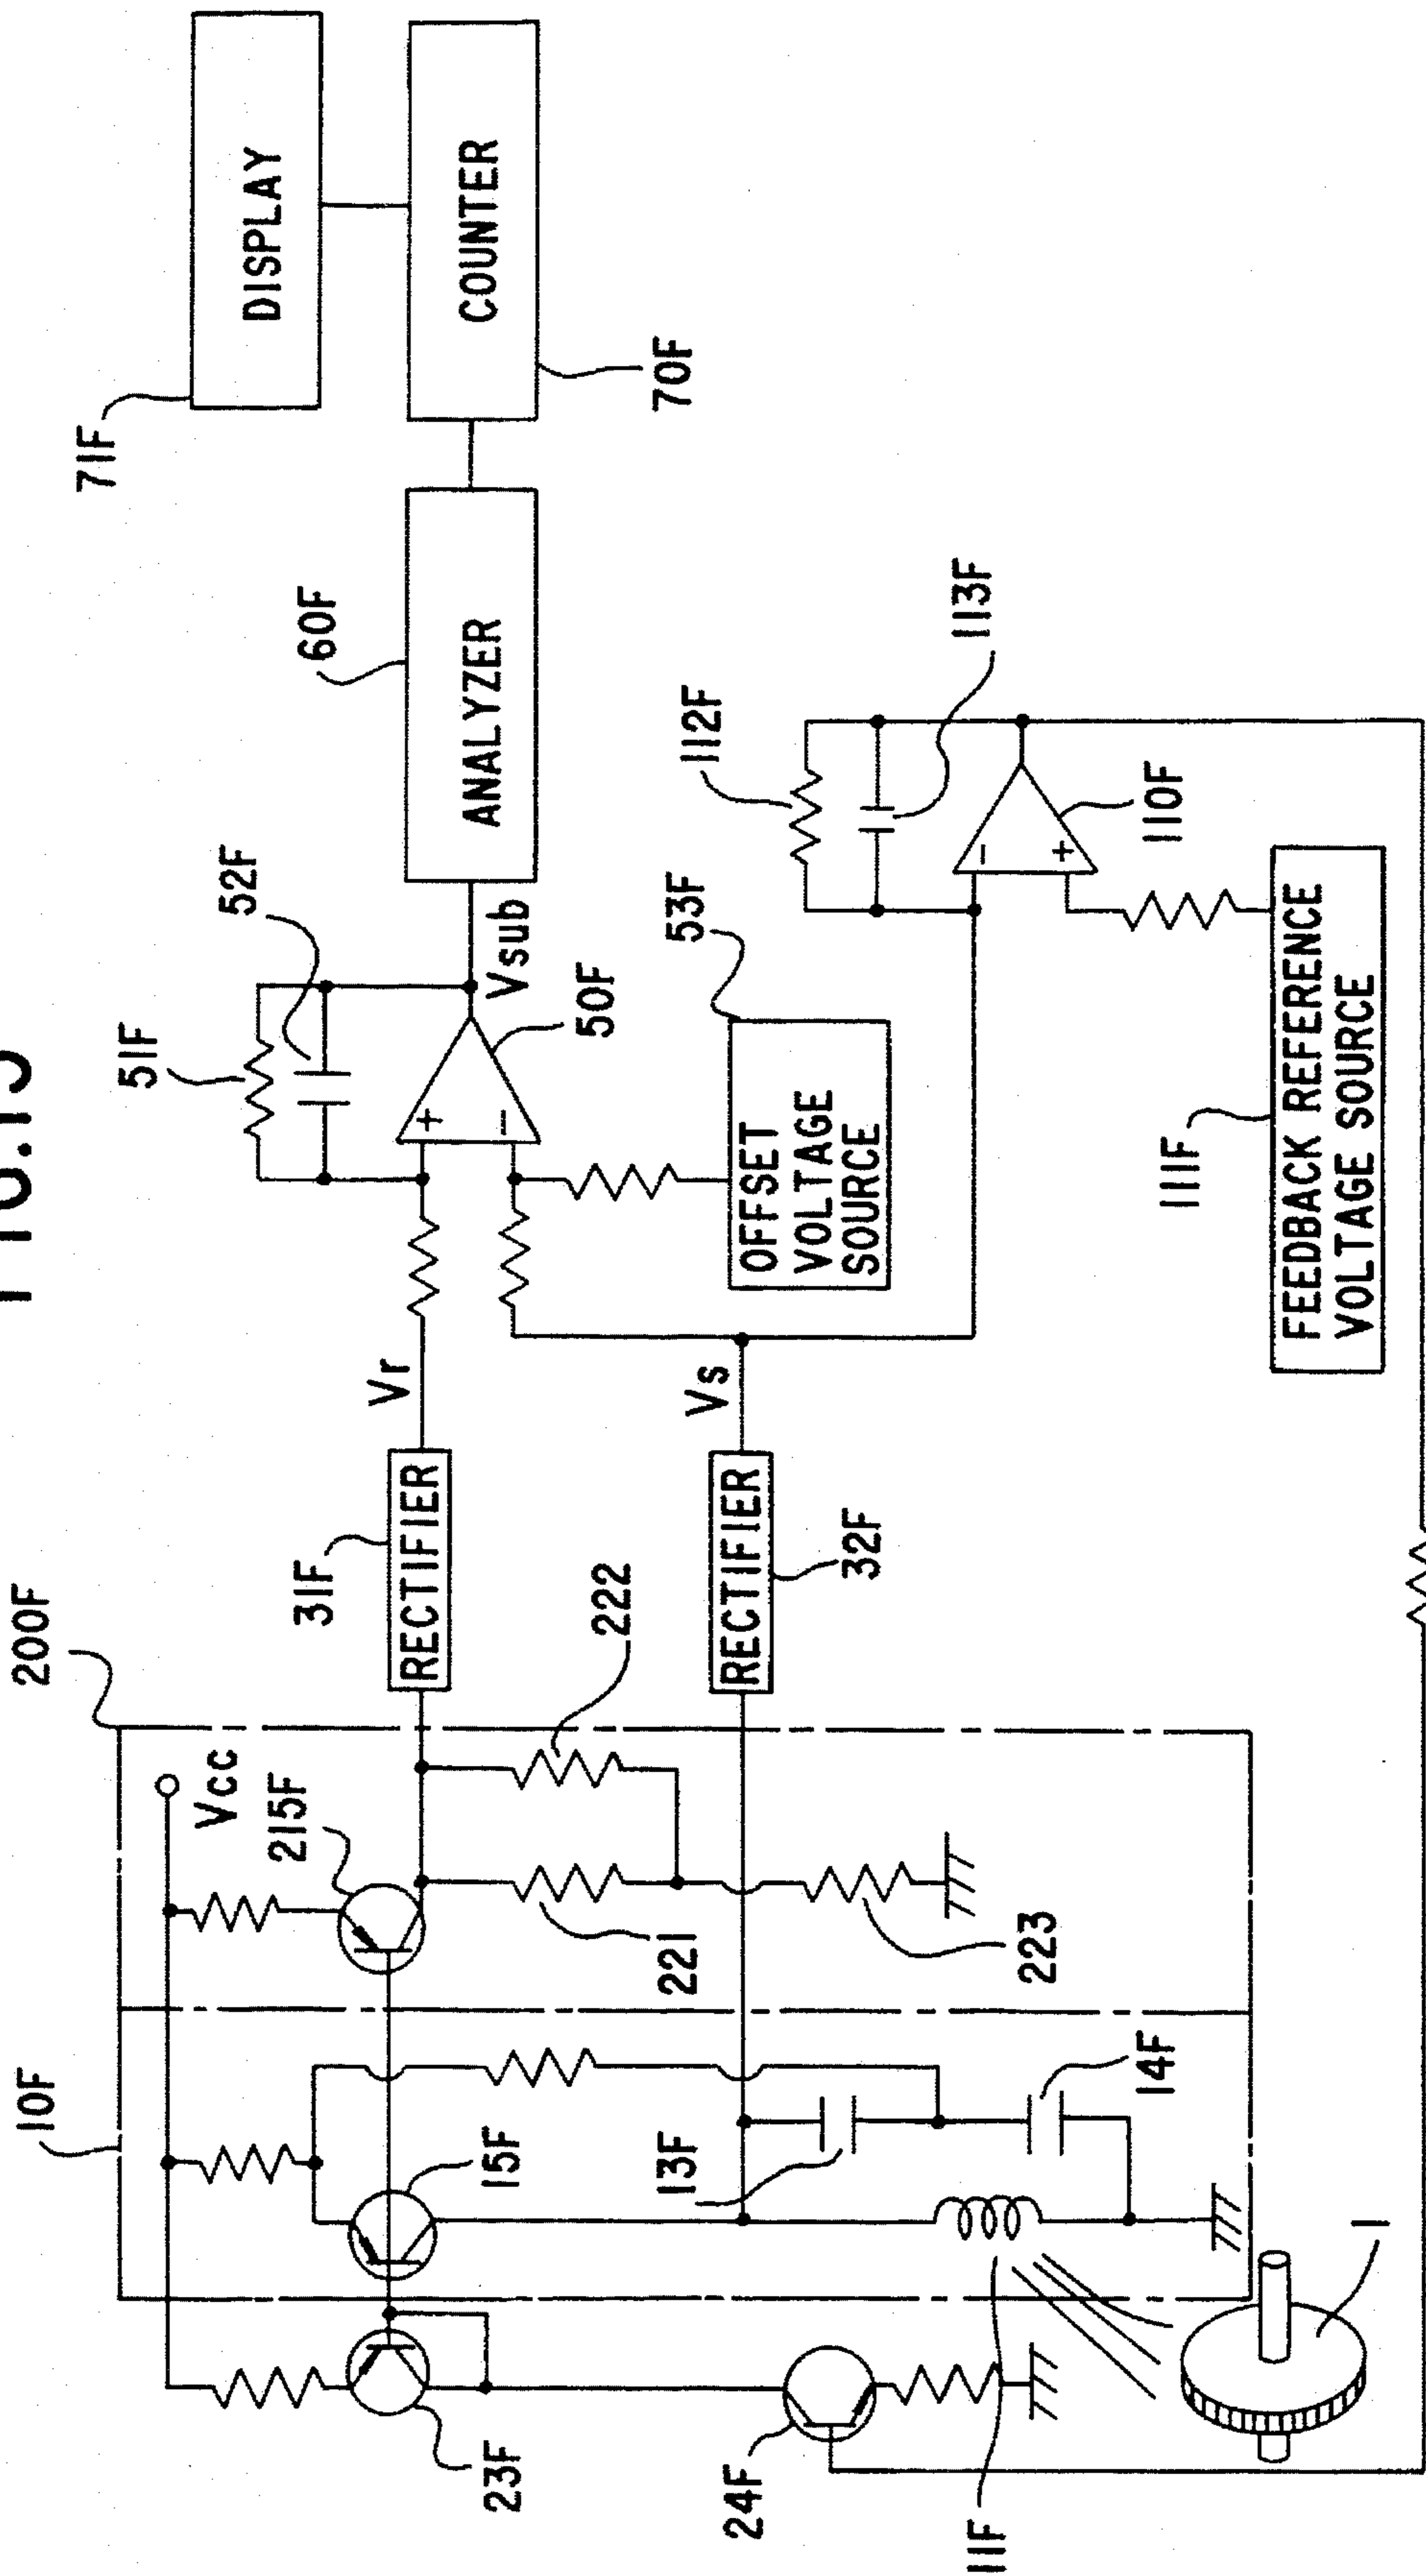 DISPLAY
71F
COUNTER
70F
60F
ANALYZER
51F
52F
Vsub
50F
+
−
53F
OFFSET
VOLTAGE
SOURCE
112F
113F
110F
−
+
111F
FEEDBACK REFERENCE
VOLTAGE SOURCE
Vr
Vs
31F
RECTIFIER
RECTIFIER
32F
200F
Vcc
215F
222
221
223
10F
15F
13F
14F
23F
24F
11F
1